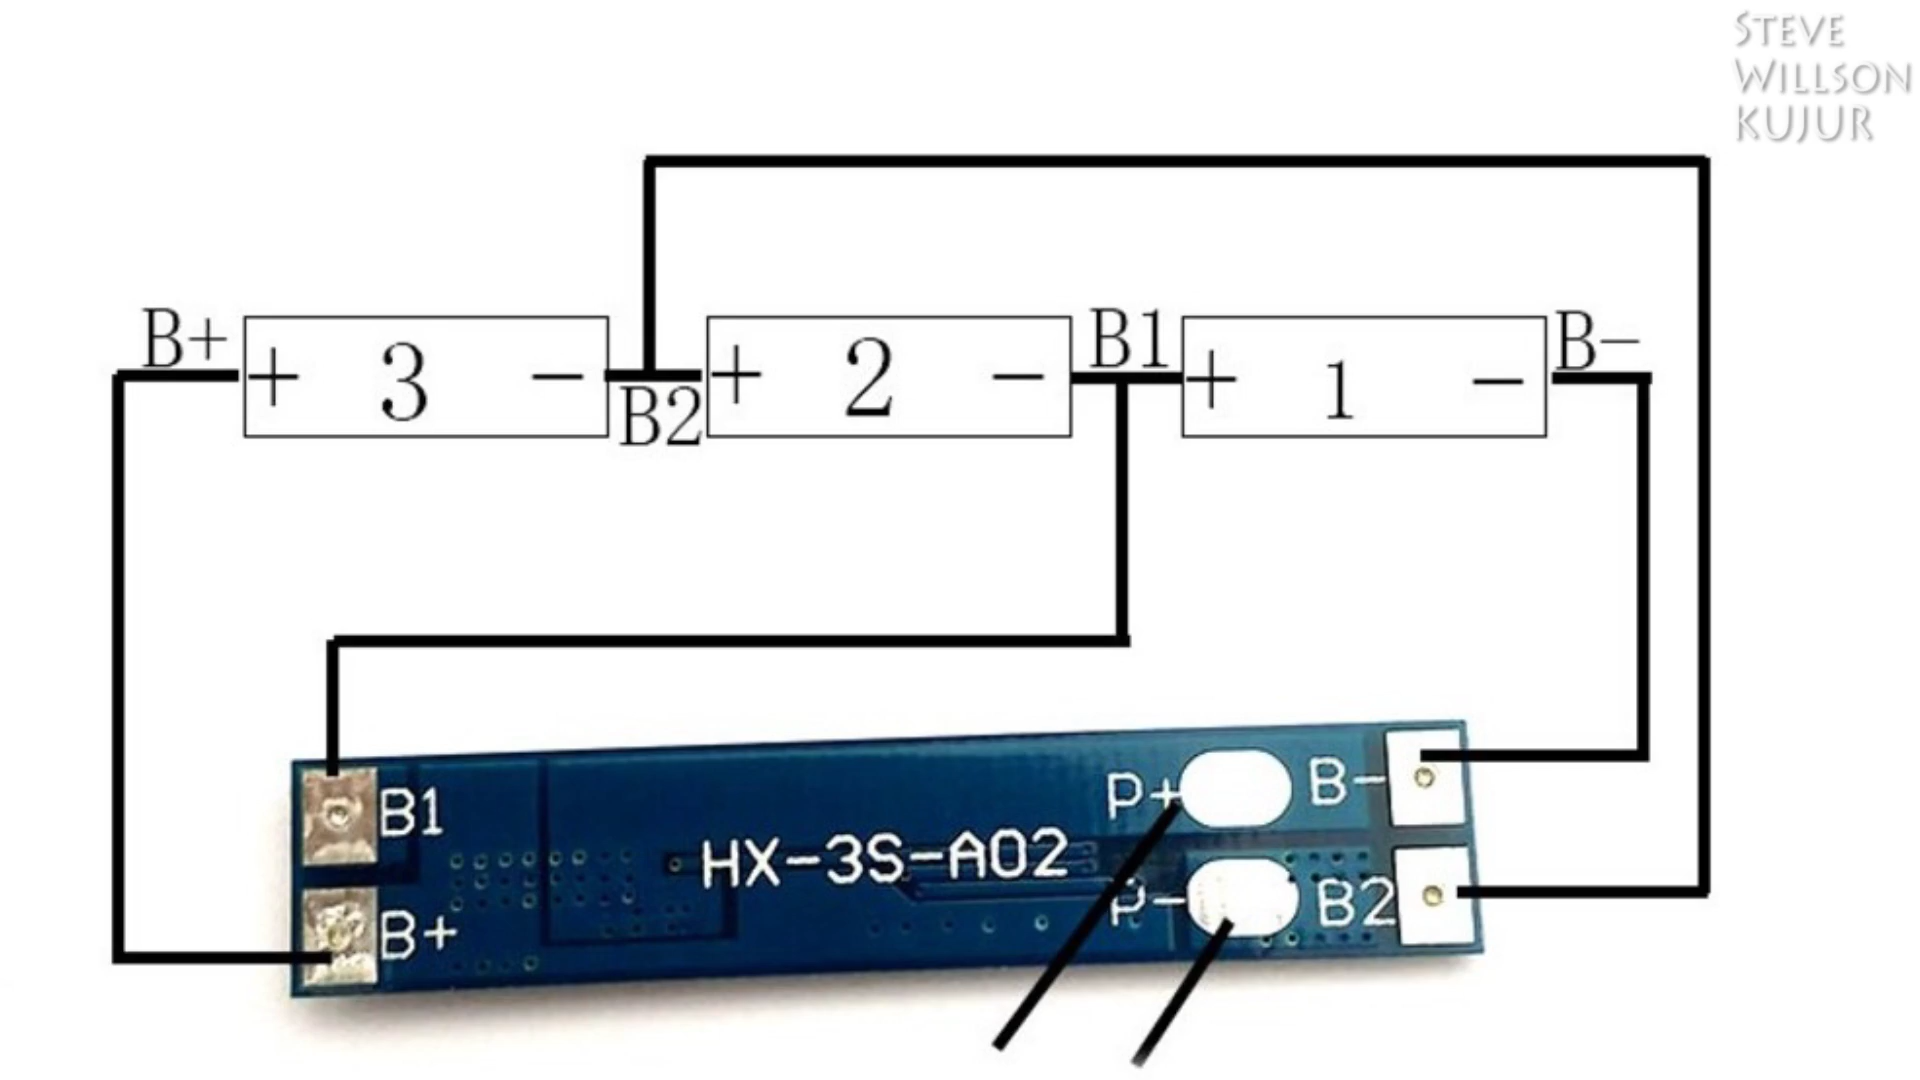 STEVE
WILLSON
KUJUR
B+
+ 3 −
B2
+ 2 −
B1
+ 1 −
B−
B1
B+
HX-3S-A02
P+
P-
B-
B2